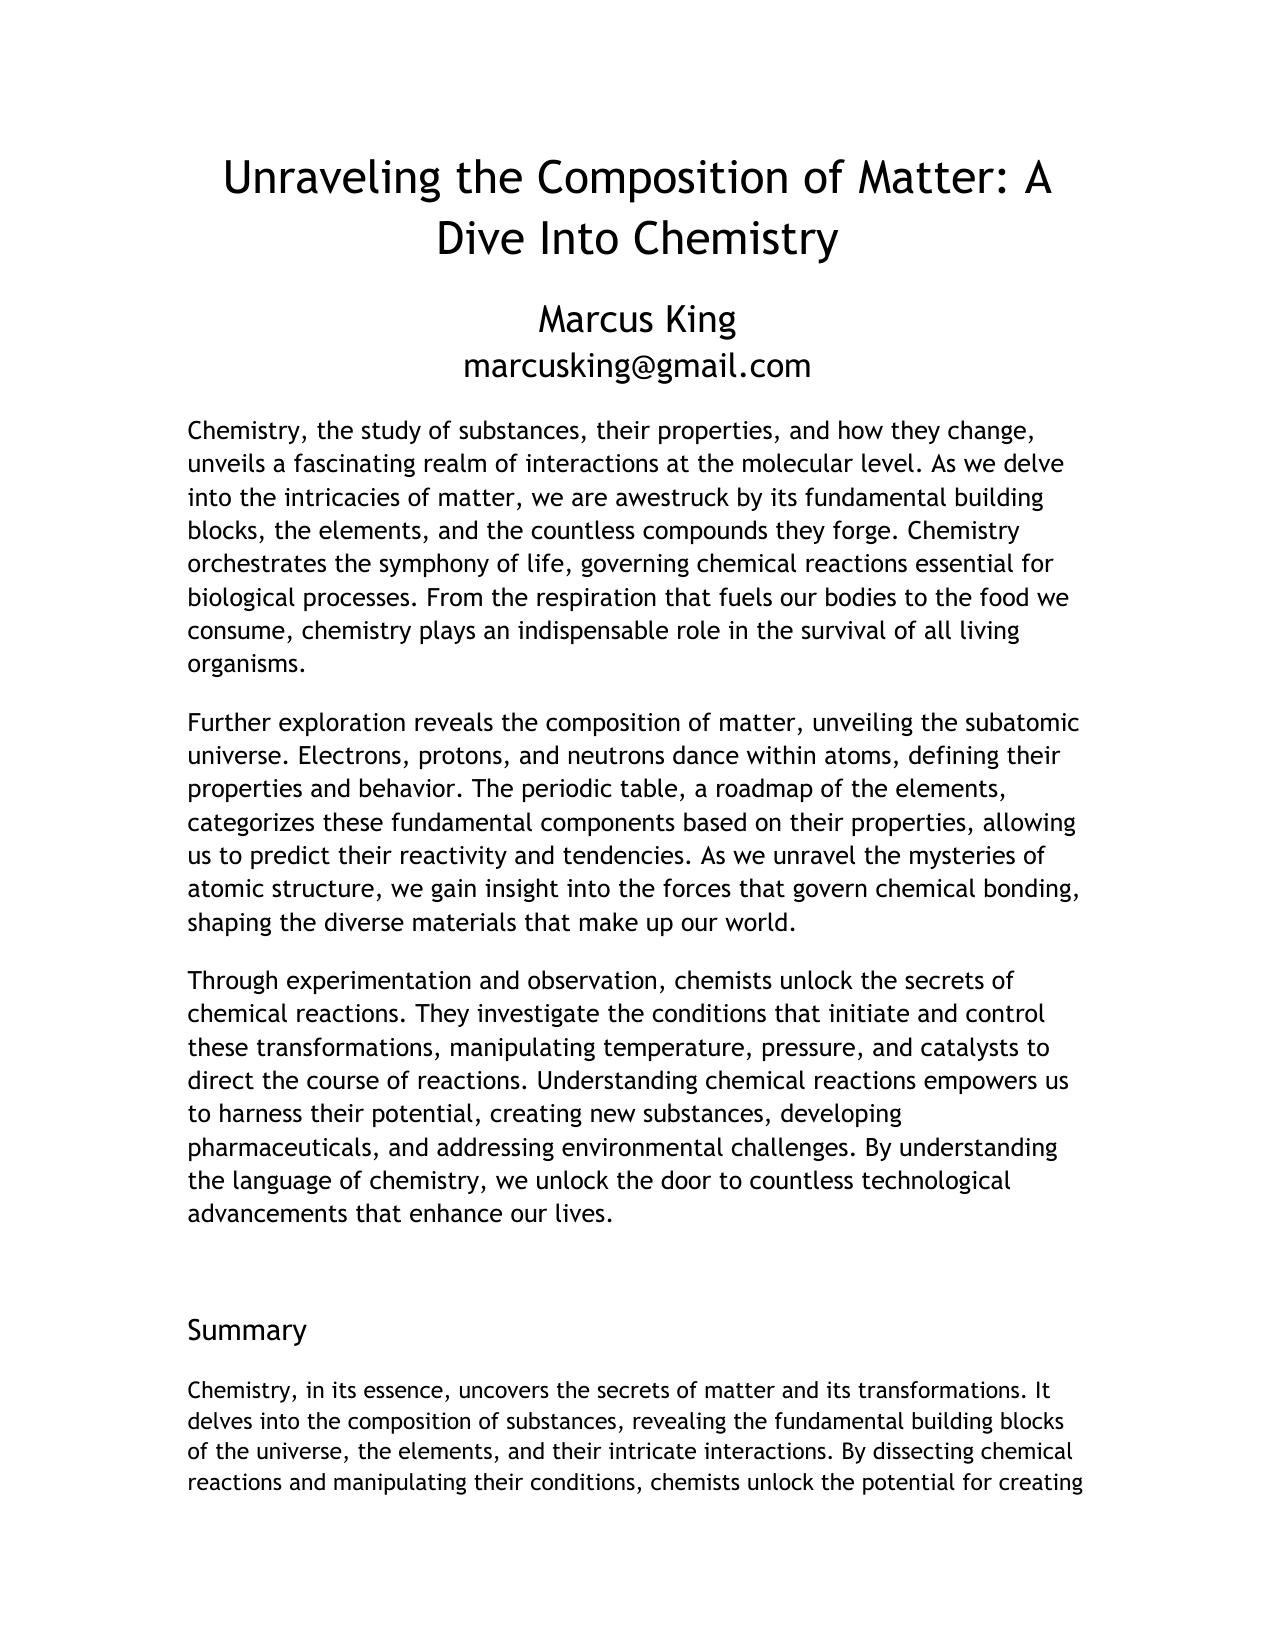 Unraveling the Composition of Matter: A
Dive Into Chemistry
Marcus King
marcusking@gmail.com
Chemistry, the study of substances, their properties, and how they change,
unveils a fascinating realm of interactions at the molecular level. As we delve
into the intricacies of matter, we are awestruck by its fundamental building
blocks, the elements, and the countless compounds they forge. Chemistry
orchestrates the symphony of life, governing chemical reactions essential for
biological processes. From the respiration that fuels our bodies to the food we
consume, chemistry plays an indispensable role in the survival of all living
organisms.
Further exploration reveals the composition of matter, unveiling the subatomic
universe. Electrons, protons, and neutrons dance within atoms, defining their
properties and behavior. The periodic table, a roadmap of the elements,
categorizes these fundamental components based on their properties, allowing
us to predict their reactivity and tendencies. As we unravel the mysteries of
atomic structure, we gain insight into the forces that govern chemical bonding,
shaping the diverse materials that make up our world.
Through experimentation and observation, chemists unlock the secrets of
chemical reactions. They investigate the conditions that initiate and control
these transformations, manipulating temperature, pressure, and catalysts to
direct the course of reactions. Understanding chemical reactions empowers us
to harness their potential, creating new substances, developing
pharmaceuticals, and addressing environmental challenges. By understanding
the language of chemistry, we unlock the door to countless technological
advancements that enhance our lives.
Summary
Chemistry, in its essence, uncovers the secrets of matter and its transformations. It
delves into the composition of substances, revealing the fundamental building blocks
of the universe, the elements, and their intricate interactions. By dissecting chemical
reactions and manipulating their conditions, chemists unlock the potential for creating